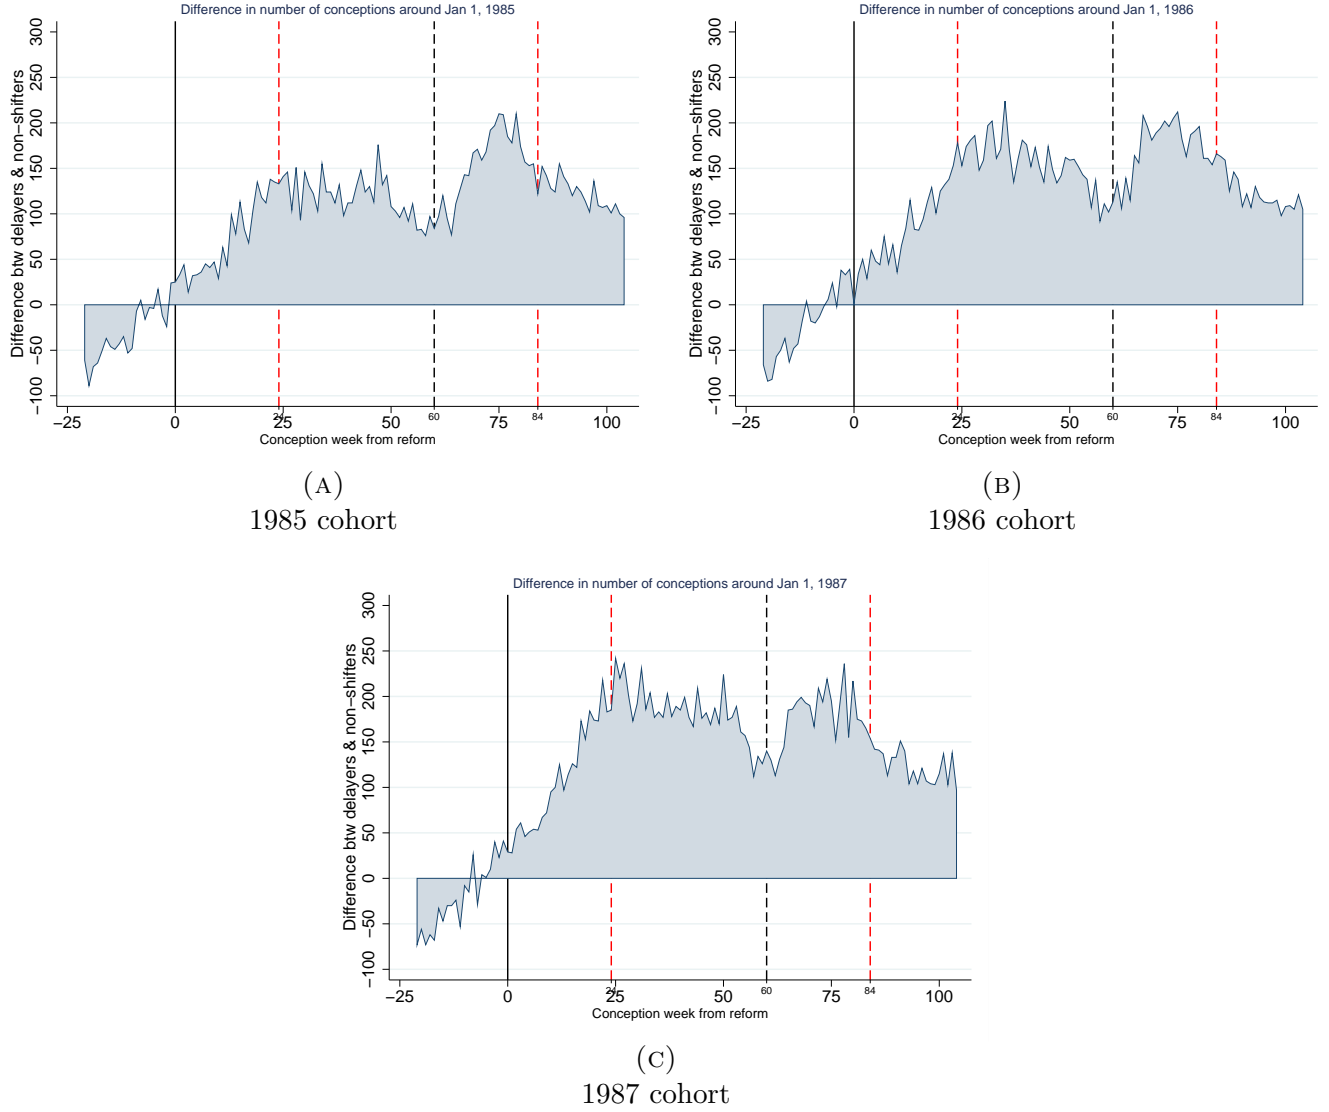 Difference in number of conceptions around Jan 1, 1985
Difference btw delayers & non−shifters
300
250
200
150
100
50
0
−50
−100
−25 0 24 25 50 60 75 84 100
Conception week from reform
(A)
1985 cohort
Difference in number of conceptions around Jan 1, 1986
Difference btw delayers & non−shifters
300
250
200
150
100
50
0
−50
−100
−25 0 24 25 50 60 75 84 100
Conception week from reform
(B)
1986 cohort
Difference in number of conceptions around Jan 1, 1987
Difference btw delayers & non−shifters
300
250
200
150
100
50
0
−50
−100
−25 0 24 25 50 60 75 84 100
Conception week from reform
(C)
1987 cohort